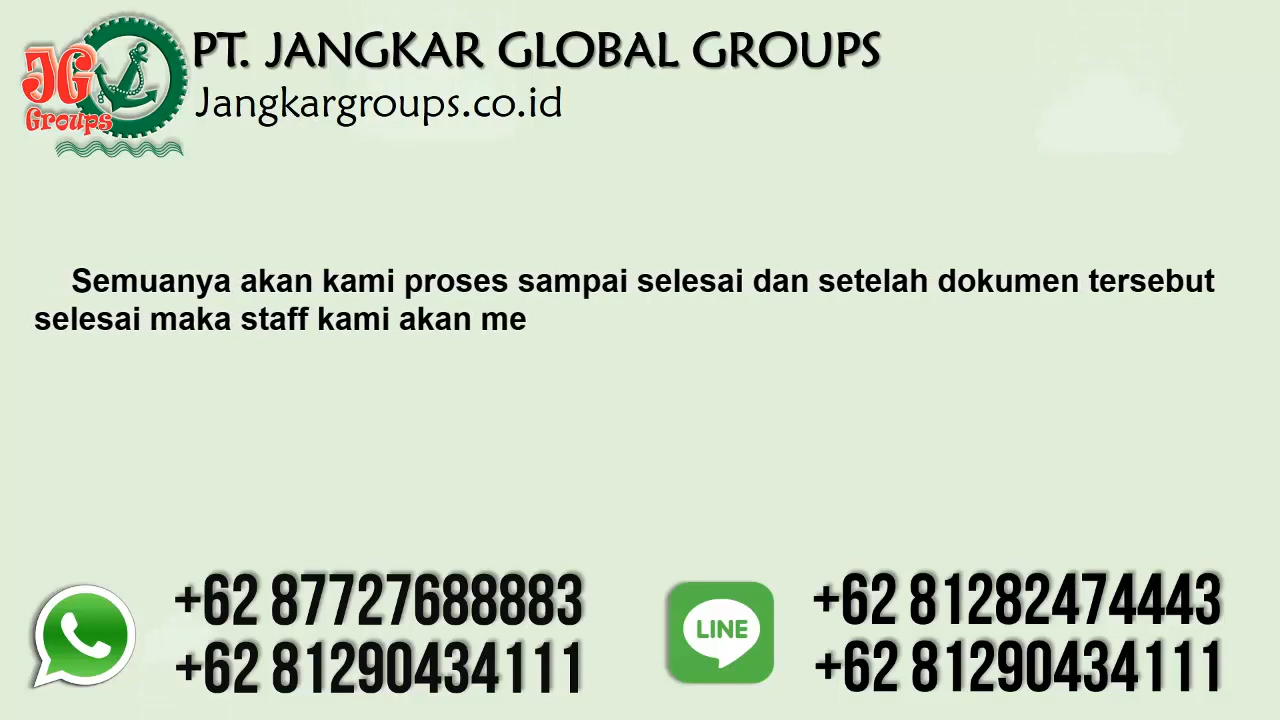 JG
Groups
PT. JANGKAR GLOBAL GROUPS
Jangkargroups.co.id
Semuanya akan kami proses sampai selesai dan setelah dokumen tersebut
selesai maka staff kami akan me
+62 87727688883
+62 81290434111
LINE
+62 81282474443
+62 81290434111